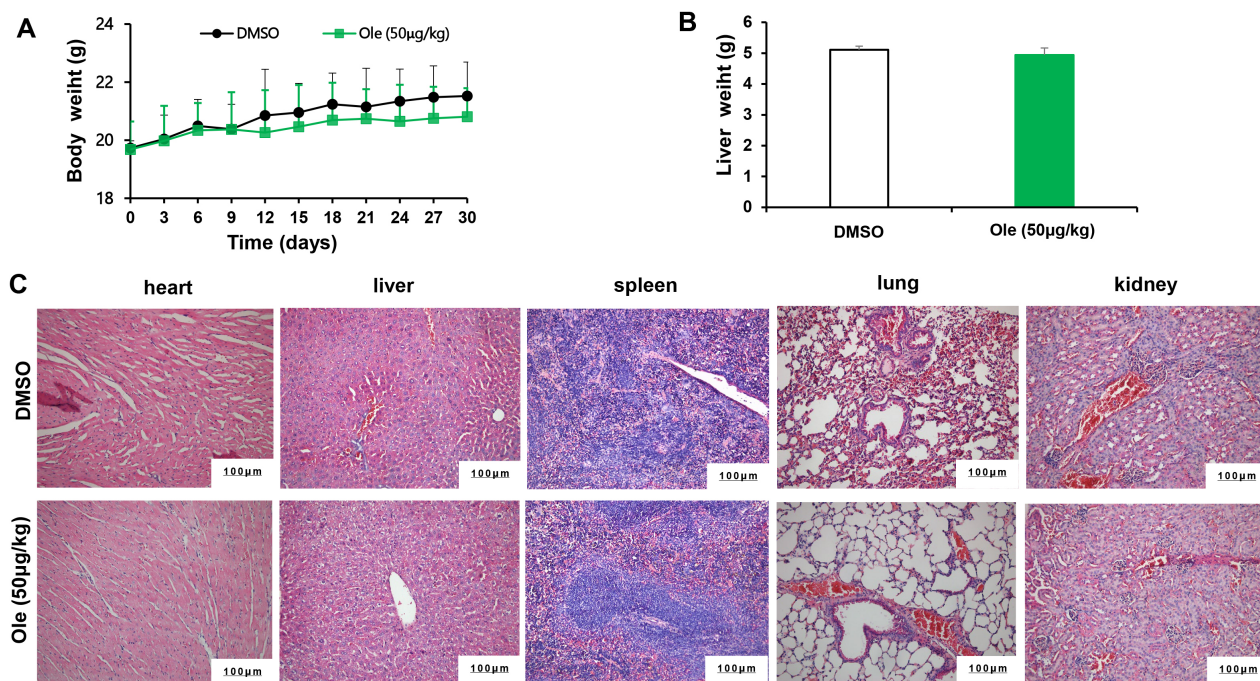 A
DMSO
Ole (50μg/kg)
Body weiht (g)
24
22
20
18
0 3 6 9 12 15 18 21 24 27 30
Time (days)
B
Liver weiht (g)
6
5
4
3
2
1
0
DMSO
Ole (50μg/kg)
C
heart
liver
spleen
lung
kidney
DMSO
100μm
100μm
100μm
100μm
100μm
Ole (50μg/kg)
100μm
100μm
100μm
100μm
100μm